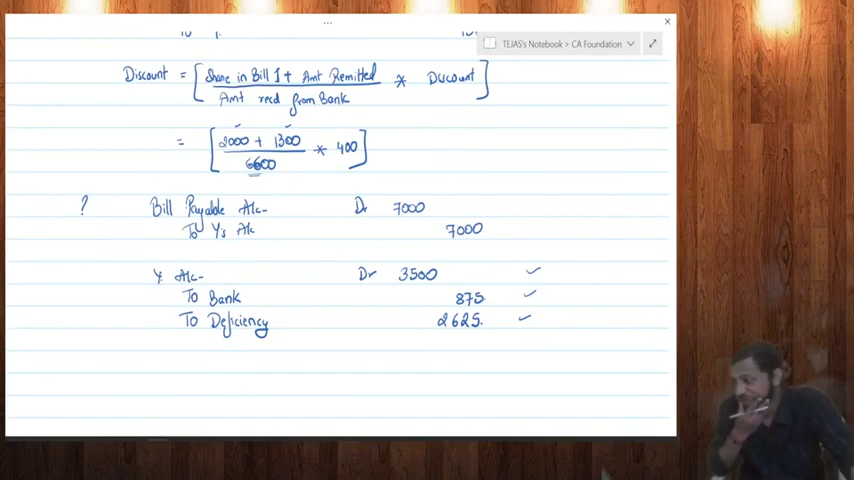 TEJAS's Notebook > CA Foundation
Discount = [ Share in Bill 1 + Amt Remitted / Amt recd from Bank * Discount ]
= [ 2000 + 1300 / 6600 * 400 ]
? Bill Payable A/c- Dr 7000
To Y's A/c 7000
Y A/c- Dr 3500 ✓
To Bank 875 ✓
To Deficiency 2625 ✓